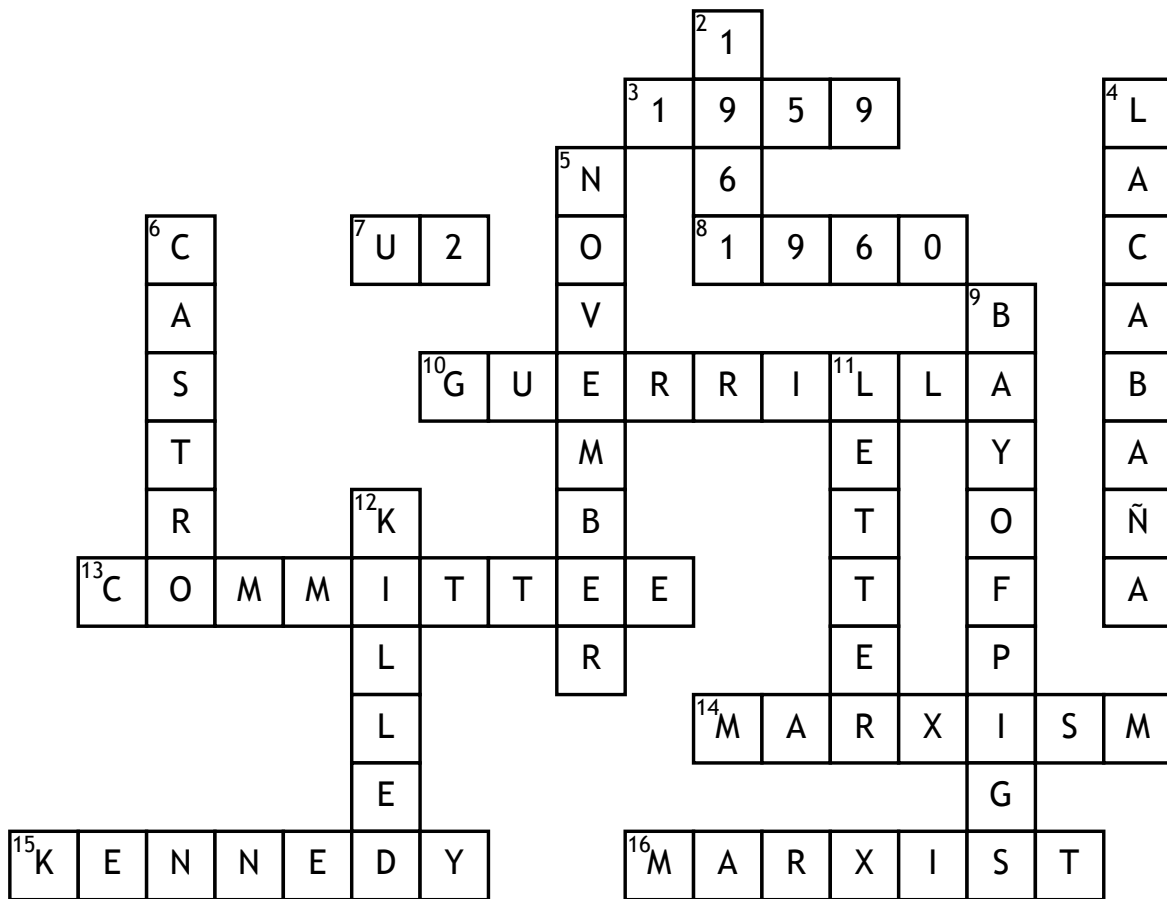 2 1
3 1 9 5 9 4 L
5 N 6 A
6 C 7 U 2 O 8 1 9 6 0 C
A V 9 B A
S 10 G U E R R I 11 L L A B
T M E Y A
R 12 K B T O Ñ
13 C O M M I T T E E T F A
L R E P
L 14 M A R X I S M
E G
15 K E N N E D Y 16 M A R X I S T